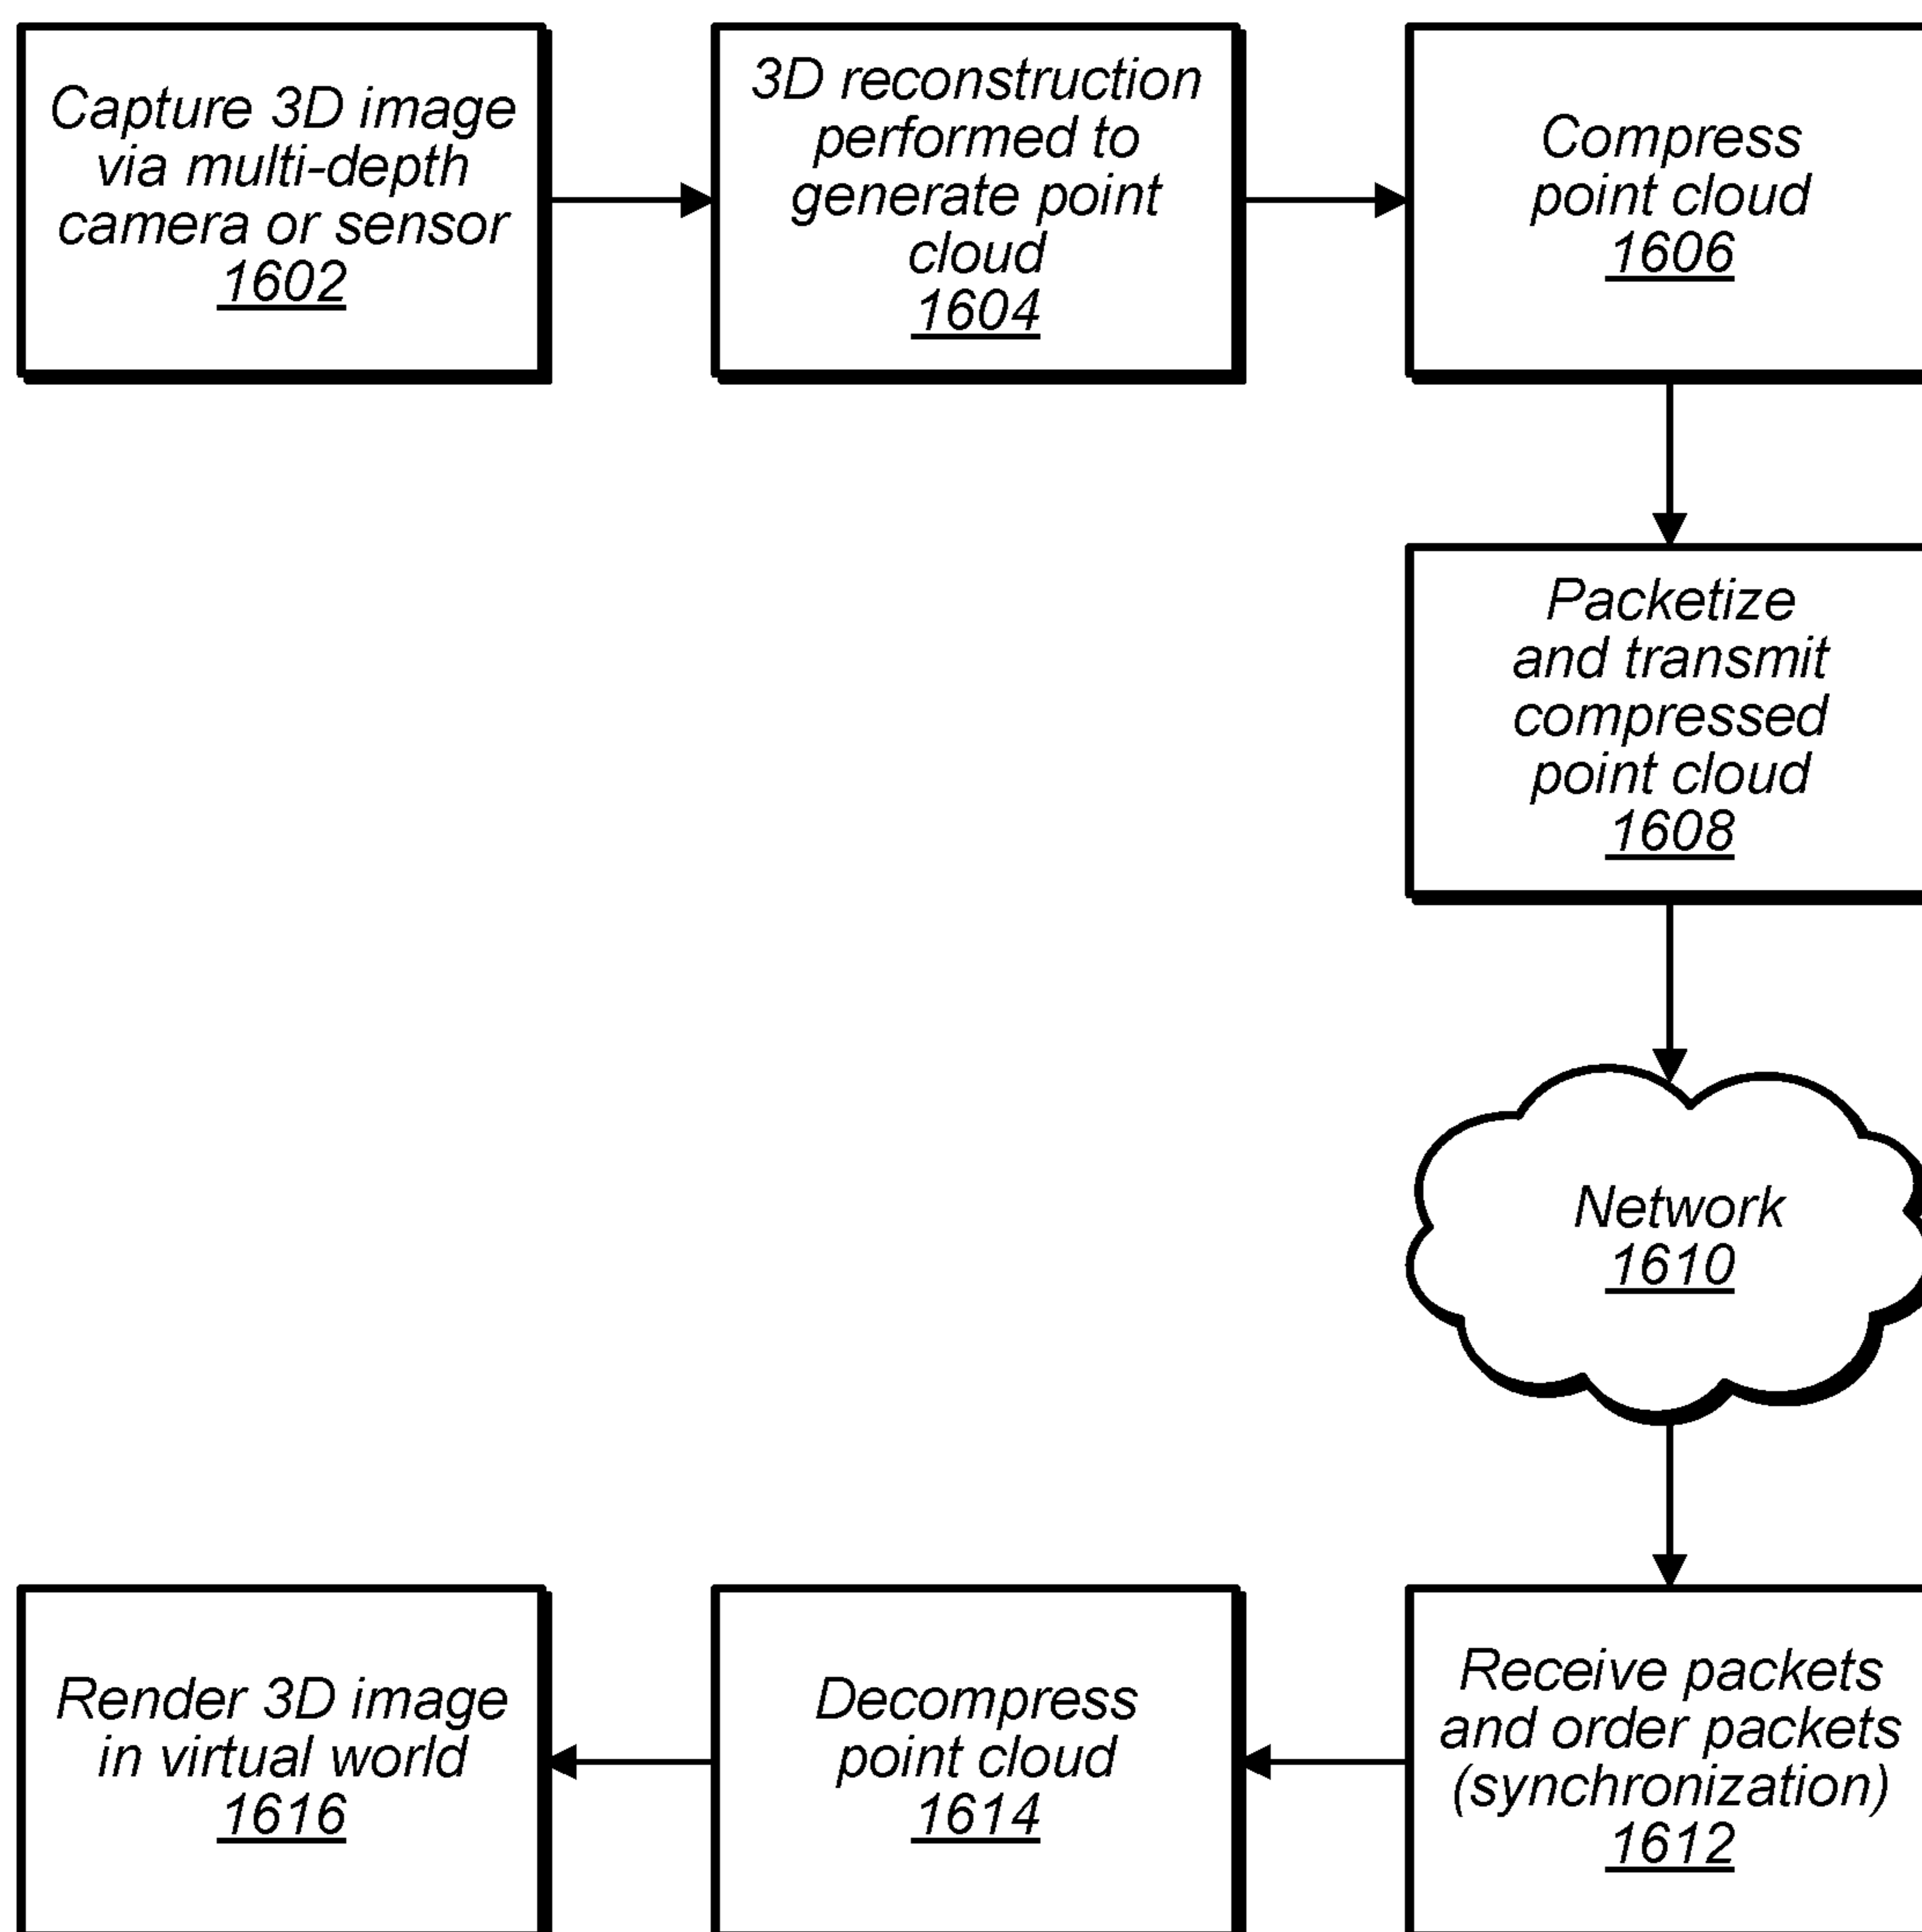 Capture 3D image
via multi-depth
camera or sensor
1602
3D reconstruction
performed to
generate point
cloud
1604
Compress
point cloud
1606
Packetize
and transmit
compressed
point cloud
1608
Network
1610
Receive packets
and order packets
(synchronization)
1612
Decompress
point cloud
1614
Render 3D image
in virtual world
1616